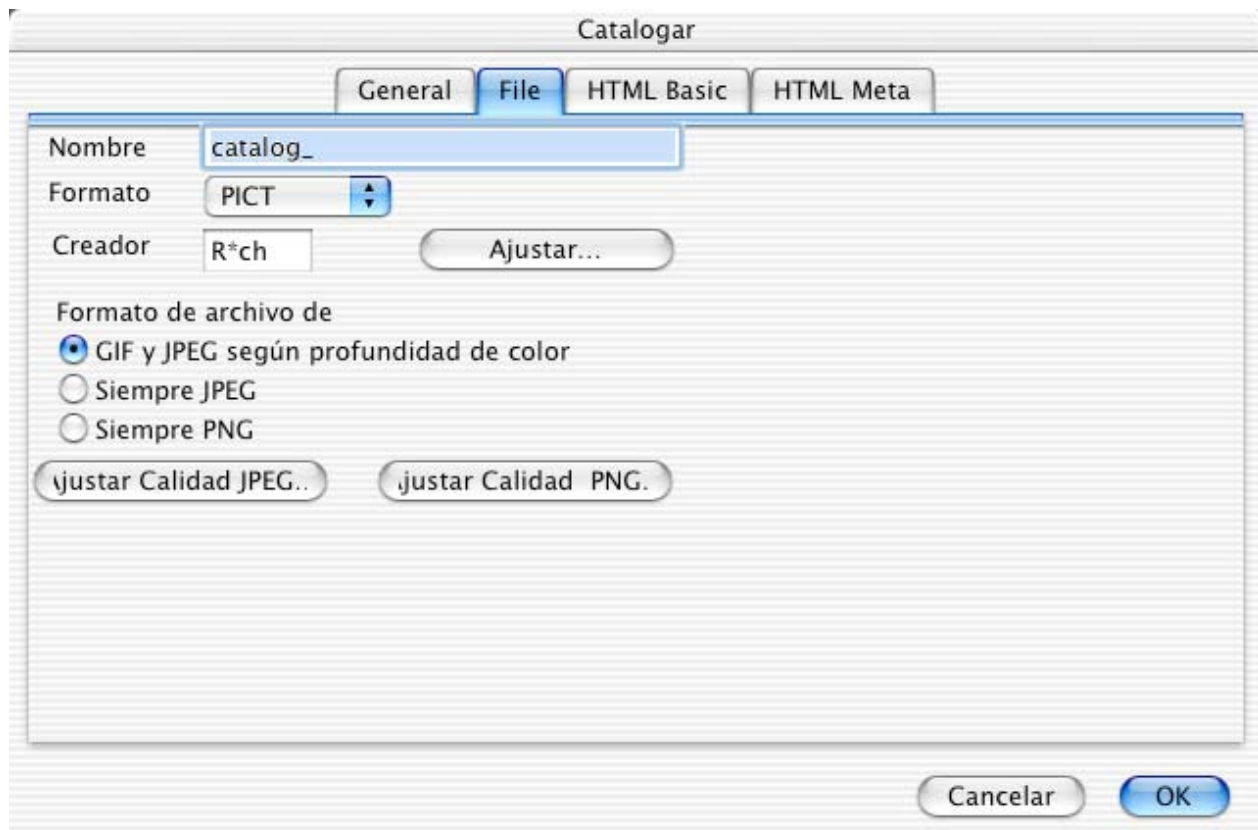 Catalogar
General File HTML Basic HTML Meta
Nombre catalog_
Formato PICT
Creador R*ch Ajustar...
Formato de archivo de
GIF y JPEG según profundidad de color
Siempre JPEG
Siempre PNG
justar Calidad JPEG.. justar Calidad PNG.
Cancelar OK